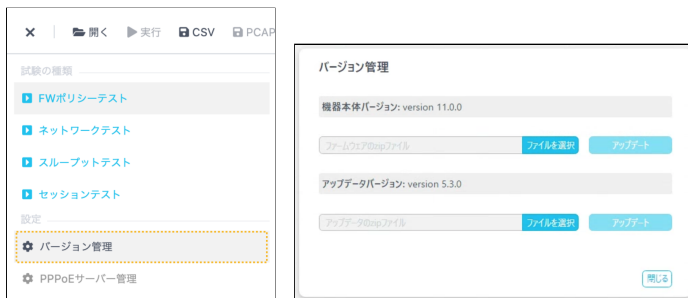 × 開く 実行 CSV PCAP
試験の種類
FWポリシーテスト
ネットワークテスト
スループットテスト
セッションテスト
設定
バージョン管理
PPPoEサーバー管理
バージョン管理
機器本体バージョン: version 11.0.0
ファームウェアのzipファイル ファイルを選択 アップデート
アップデータバージョン: version 5.3.0
アップデータのzipファイル ファイルを選択 アップデート
閉じる